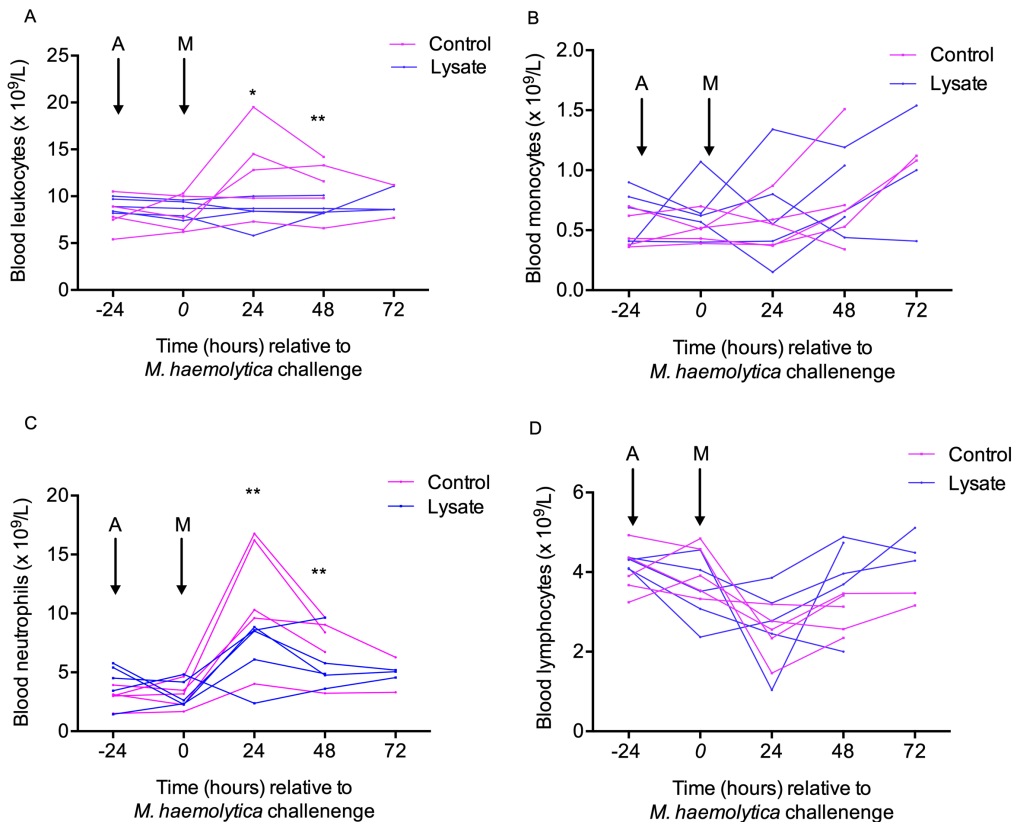 A
A M
Control
Lysate
Blood leukocytes (x 10⁹/L)
25
20
15
10
5
0
*
**
-24 0 24 48 72
Time (hours) relative to
M. haemolytica challenenge
B
A M
Control
Lysate
Blood monocytes (x 10⁹/L)
2.0
1.5
1.0
0.5
0.0
-24 0 24 48 72
Time (hours) relative to
M. haemolytica challenenge
C
A M
Control
Lysate
Blood neutrophils (x 10⁹/L)
20
15
10
5
0
**
**
-24 0 24 48 72
Time (hours) relative to
M. haemolytica challenenge
D
A M
Control
Lysate
Blood lymphocytes (x 10⁹/L)
6
4
2
0
-24 0 24 48 72
Time (hours) relative to
M. haemolytica challenenge